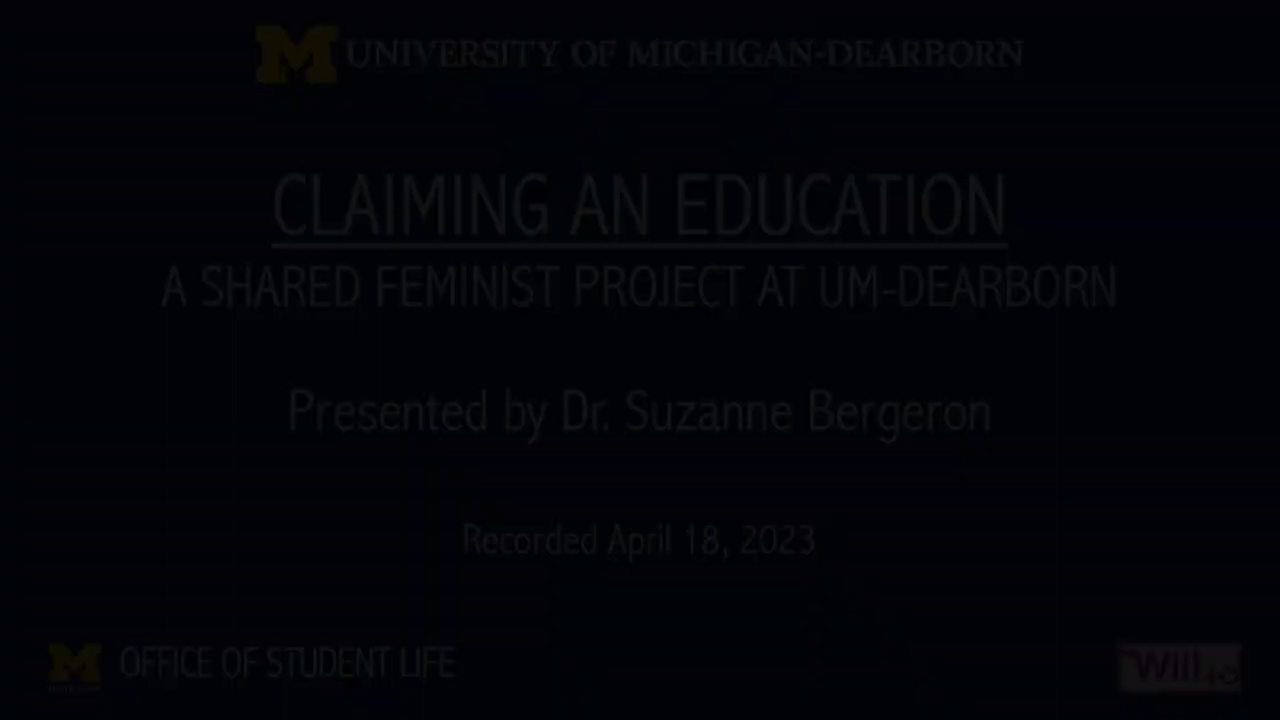 M UNIVERSITY OF MICHIGAN-DEARBORN
CLAIMING AN EDUCATION
A SHARED FEMINIST PROJECT AT UM-DEARBORN
Presented by Dr. Suzanne Bergeron
Recorded April 18, 2023
M OFFICE OF STUDENT LIFE
Will